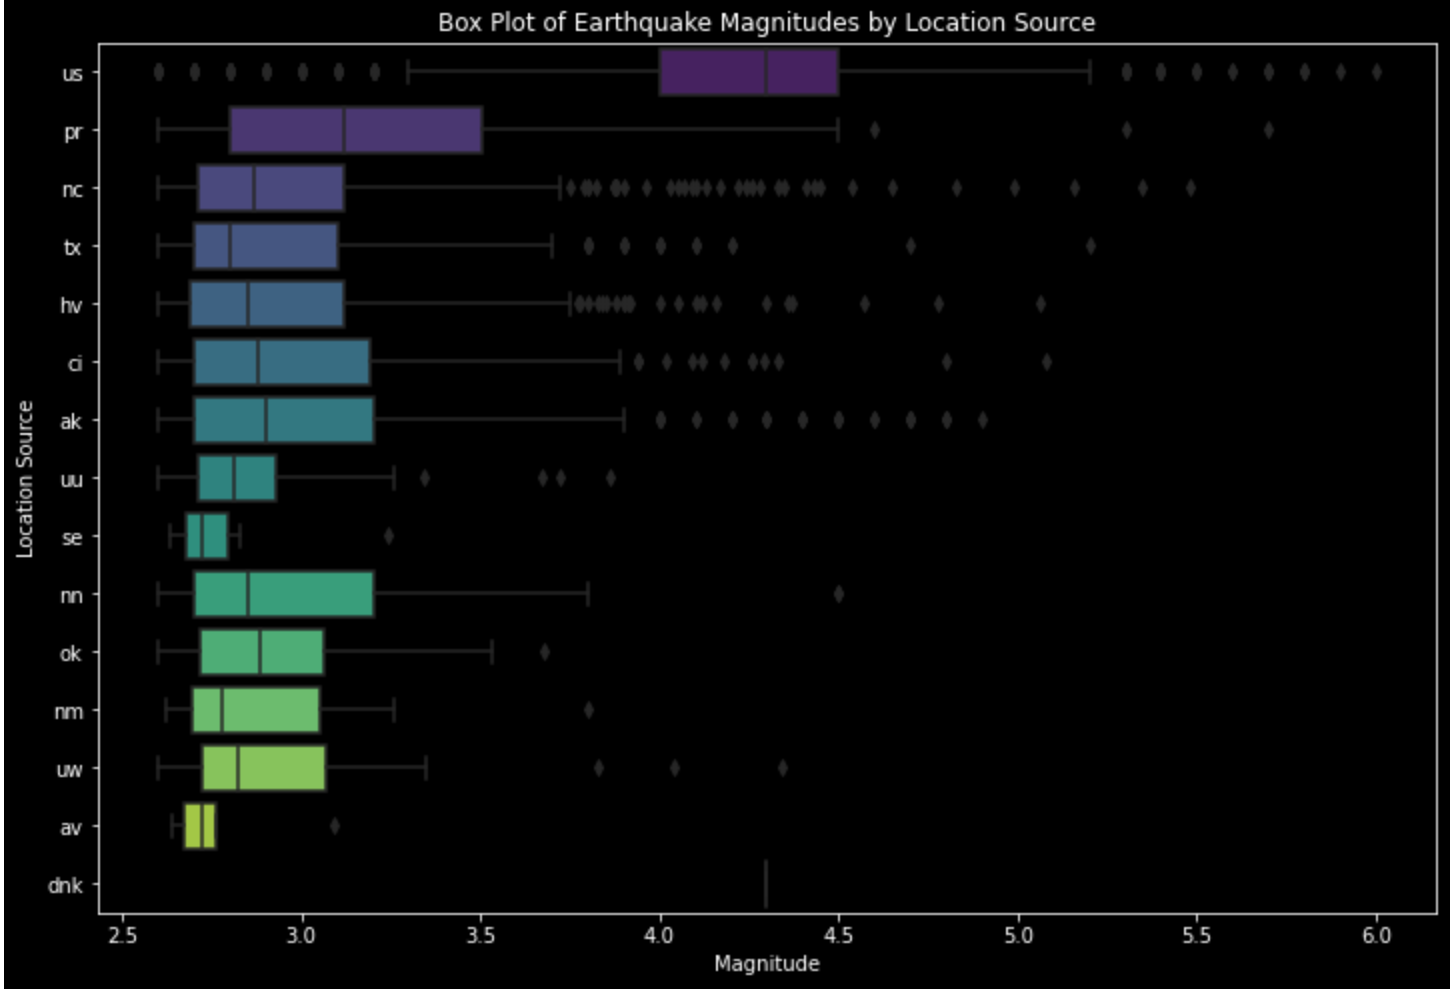 Box Plot of Earthquake Magnitudes by Location Source
us
pr
nc
tx
hv
ci
ak
uu
se
nn
ok
nm
uw
av
dnk
Location Source
2.5 3.0 3.5 4.0 4.5 5.0 5.5 6.0
Magnitude